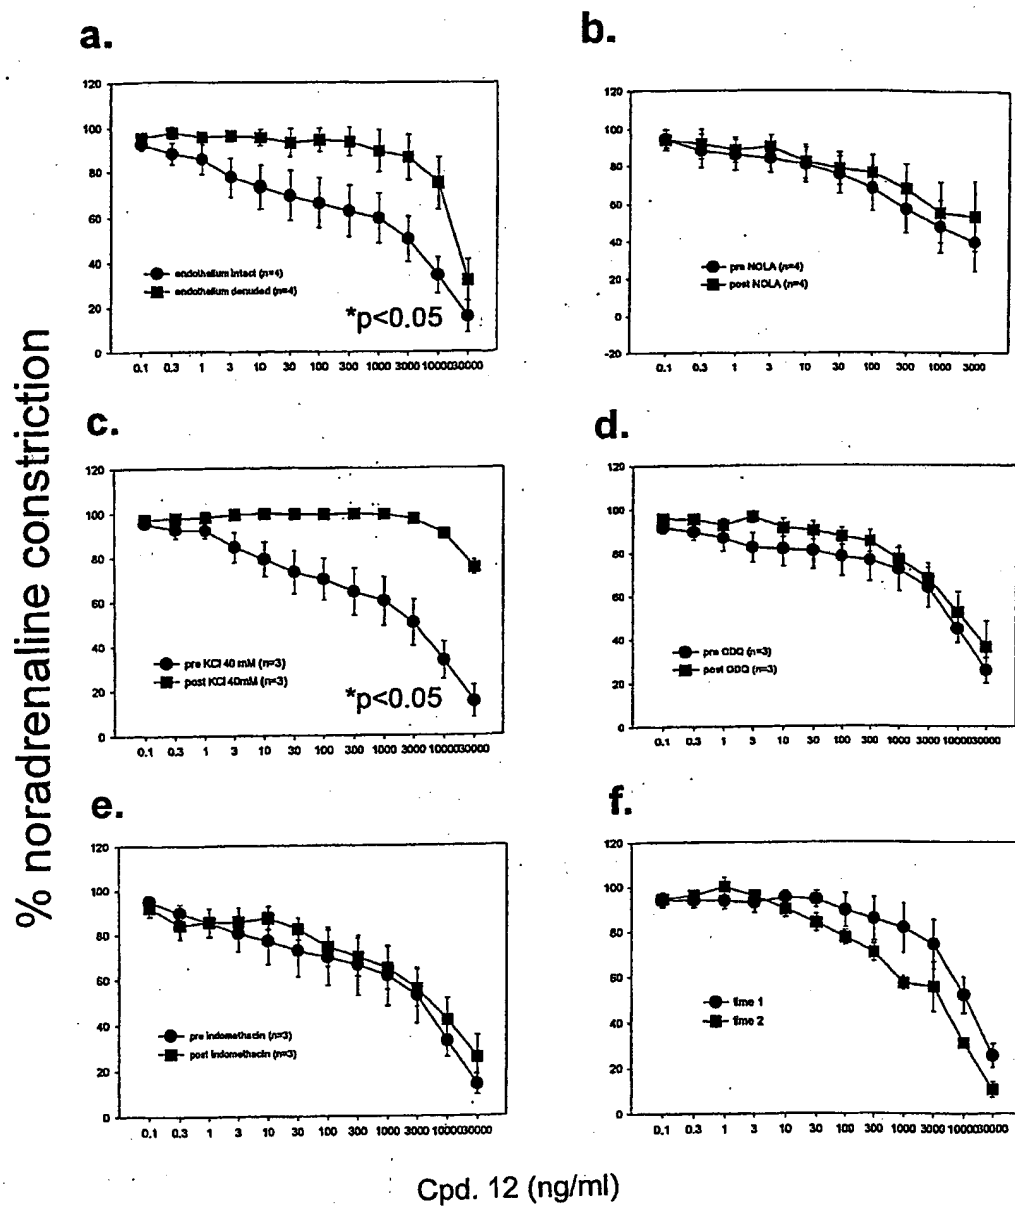 a.
120
100
80
60
40
20
0
endothelium intact (n=4)
endothelium denuded (n=4)
*p<0.05
0.1 0.3 1 3 10 30 100 300 1000 3000 10000 30000
b.
120
100
80
60
40
20
0
-20
pre NOLA (n=4)
post NOLA (n=4)
0.1 0.3 1 3 10 30 100 300 1000 3000
% noradrenaline constriction
c.
120
100
80
60
40
20
0
pre KCl 40 mM (n=3)
post KCl 40mM (n=3)
*p<0.05
0.1 0.3 1 3 10 30 100 300 1000 3000 10000 30000
d.
120
100
80
60
40
20
0
pre ODQ (n=3)
post ODQ (n=3)
0.1 0.3 1 3 10 30 100 300 1000 3000 10000 30000
e.
120
100
80
60
40
20
0
pre indomethacin (n=3)
post indomethacin (n=3)
0.1 0.3 1 3 10 30 100 300 1000 3000 10000 30000
f.
120
100
80
60
40
20
0
time 1
time 2
0.1 0.3 1 3 10 30 100 300 1000 3000 10000 30000
Cpd. 12 (ng/ml)